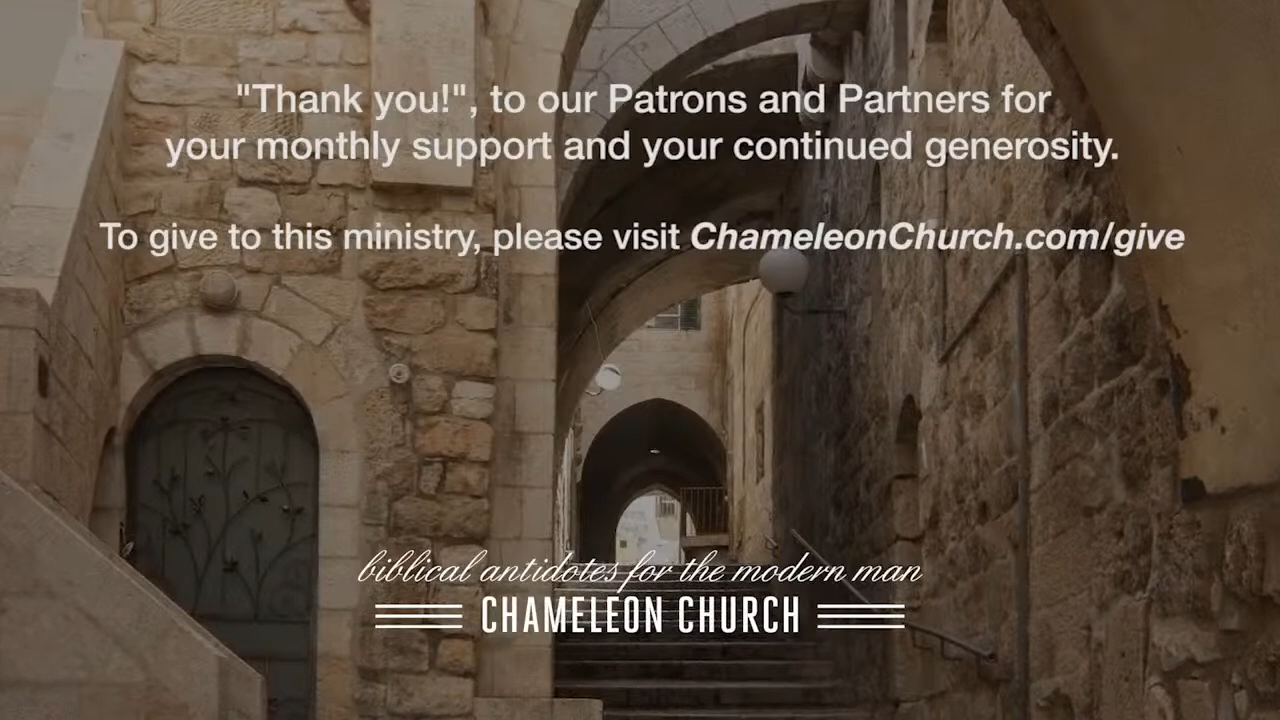 "Thank you!", to our Patrons and Partners for
your monthly support and your continued generosity.
To give to this ministry, please visit ChameleonChurch.com/give
biblical antidotes for the modern man
CHAMELEON CHURCH